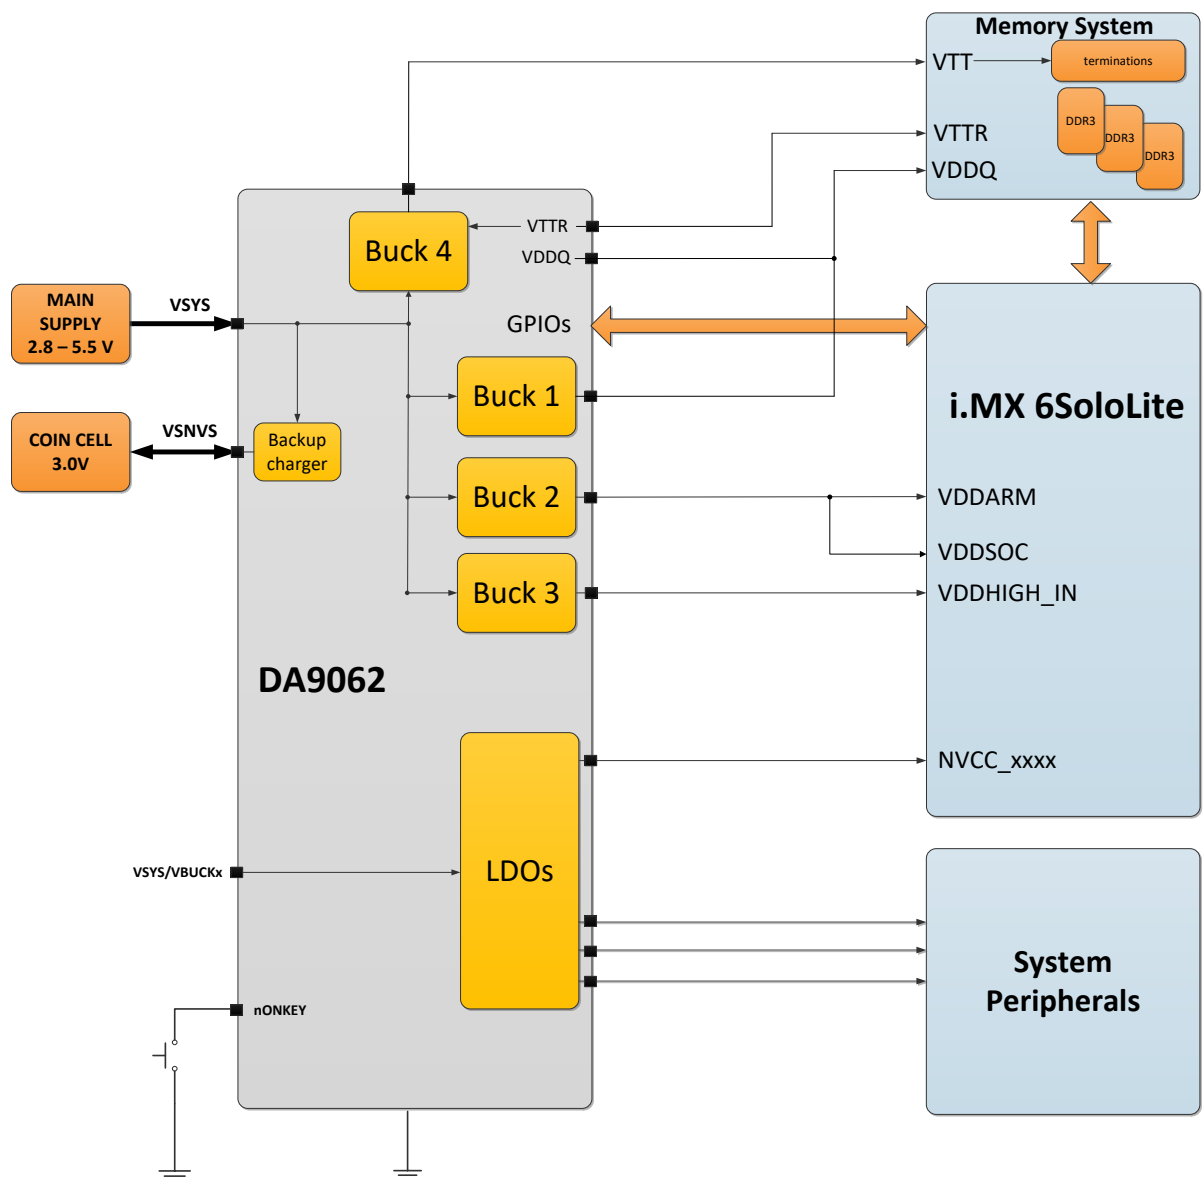 Memory System
VTT
terminations
VTTR
DDR3
DDR3
DDR3
VDDQ
Buck 4
VTTR
VDDQ
MAIN
SUPPLY
2.8 – 5.5 V
VSYS
GPIOs
Buck 1
i.MX 6SoloLite
COIN CELL
3.0V
VSNVS
Backup
charger
Buck 2
VDDARM
VDDSOC
Buck 3
VDDHIGH_IN
DA9062
NVCC_xxxx
VSYS/VBUCKx
LDOs
System
Peripherals
nONKEY